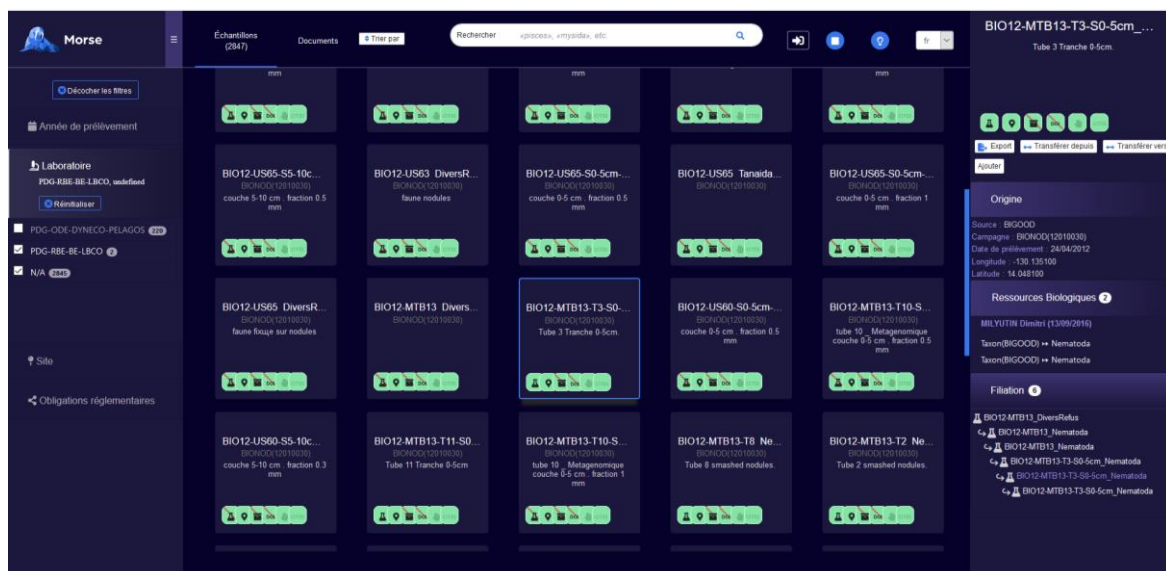 Morse
Échantillons
(2847)
Documents
Trier par
Rechercher
«pisces», «mysida», etc.
fr
Décocher les filtres
Année de prélèvement
Laboratoire
PDG-RBE-BE-LBCO, undefined
Réinitialiser
PDG-ODE-DYNECO-PELAGOS 220
PDG-RBE-BE-LBCO 2
N/A 2845
Site
Obligations réglementaires
mm
mm
mm
BIO12-US65-S5-10c...
BIONOD(12010030)
couche 5-10 cm . fraction 0.5
mm
BIO12-US63_DiversR...
BIONOD(12010030)
faune nodules
BIO12-US65-S0-5cm-...
BIONOD(12010030)
couche 0-5 cm . fraction 0.5
mm
BIO12-US65_Tanaida...
BIONOD(12010030)
BIO12-US65-S0-5cm-...
BIONOD(12010030)
couche 0-5 cm . fraction 1
mm
BIO12-US65_DiversR...
BIONOD(12010030)
faune fixще sur nodules
BIO12-MTB13_Divers...
BIONOD(12010030)
BIO12-MTB13-T3-S0-...
BIONOD(12010030)
Tube 3 Tranche 0-5cm.
BIO12-US60-S0-5cm-...
BIONOD(12010030)
couche 0-5 cm . fraction 0.5
mm
BIO12-MTB13-T10-S...
BIONOD(12010030)
tube 10 _ Metagenomique
couche 0-5 cm . fraction 0.5
mm
BIO12-US60-S5-10c...
BIONOD(12010030)
couche 5-10 cm . fraction 0.3
mm
BIO12-MTB13-T11-S0...
BIONOD(12010030)
Tube 11 Tranche 0-5cm
BIO12-MTB13-T10-S...
BIONOD(12010030)
tube 10 _ Metagenomique
couche 0-5 cm . fraction 1
mm
BIO12-MTB13-T8_Ne...
BIONOD(12010030)
Tube 8 smashed nodules.
BIO12-MTB13-T2_Ne...
BIONOD(12010030)
Tube 2 smashed nodules.
BIO12-MTB13-T3-S0-5cm_...
Tube 3 Tranche 0-5cm.
DOI
Export
Transférer depuis
Transférer vers
Ajouter
Origine
Source : BIGOOD
Campagne : BIONOD(12010030)
Date de prélèvement : 24/04/2012
Longitude : -130.135100
Latitude : 14.048100
Ressources Biologiques 2
MILYUTIN Dimitri (13/09/2016)
Taxon(BIGOOD) ↦ Nematoda
Taxon(BIGOOD) ↦ Nematoda
Filiation 6
BIO12-MTB13_DiversRefus
BIO12-MTB13_Nematoda
BIO12-MTB13_Nematoda
BIO12-MTB13-T3-S0-5cm_Nematoda
BIO12-MTB13-T3-S0-5cm_Nematoda
BIO12-MTB13-T3-S0-5cm_Nematoda